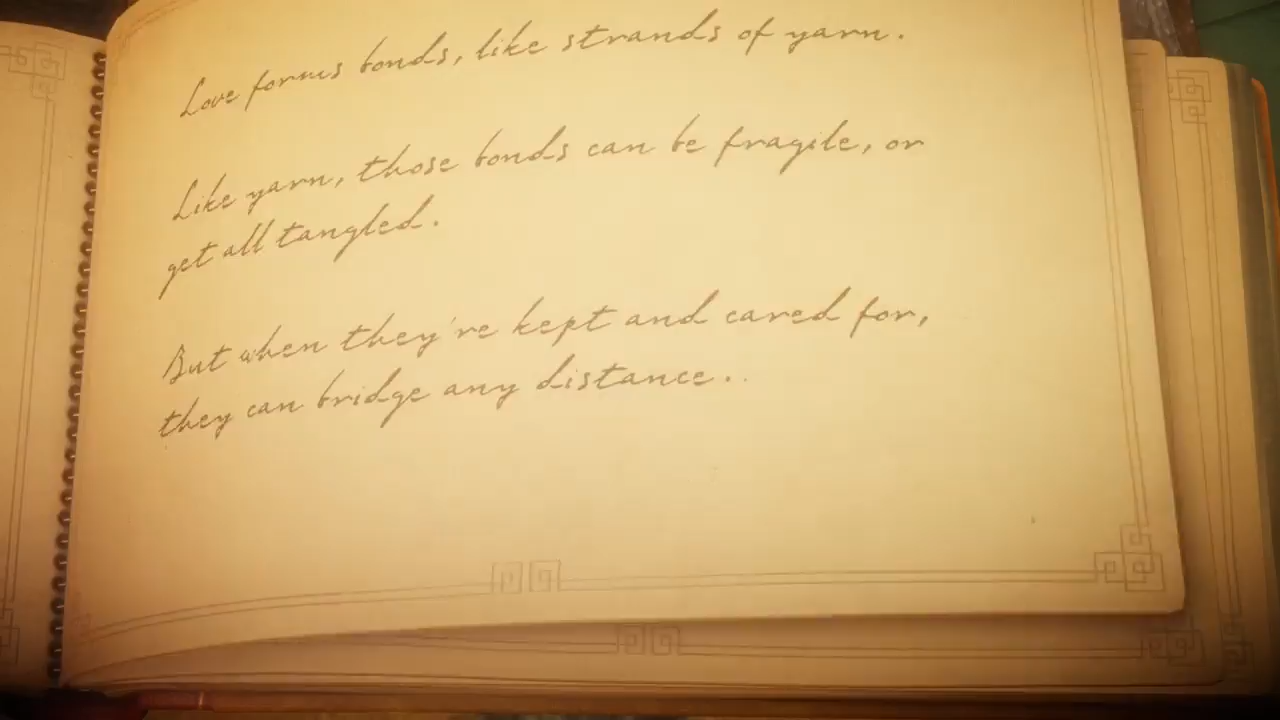 Love forms bonds, like strands of yarn.
Like yarn, those bonds can be fragile, or
get all tangled.
But when they're kept and cared for,
they can bridge any distance..